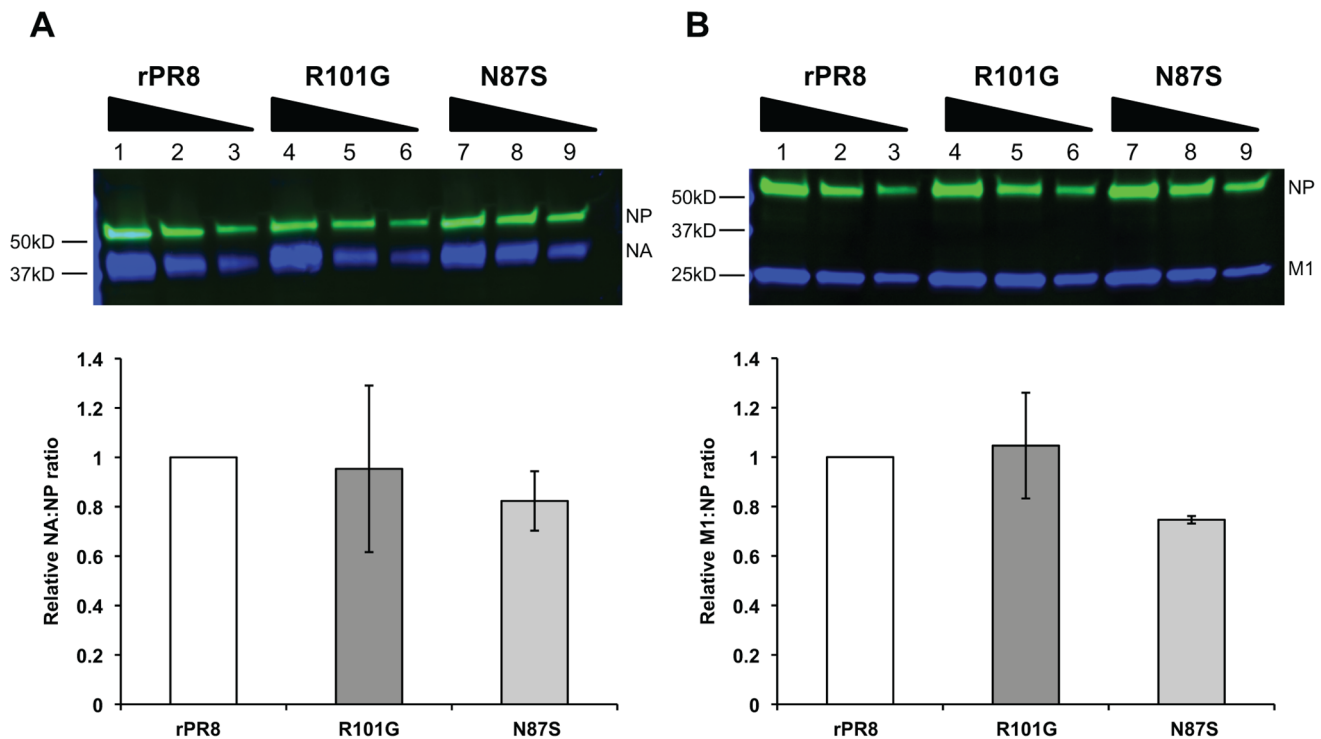 A
rPR8 R101G N87S
1 2 3 4 5 6 7 8 9
NP
50kD
NA
37kD
1.4
1.2
1
0.8
0.6
0.4
0.2
0
Relative NA:NP ratio
rPR8 R101G N87S
B
rPR8 R101G N87S
1 2 3 4 5 6 7 8 9
NP
50kD
37kD
25kD
M1
1.4
1.2
1
0.8
0.6
0.4
0.2
0
Relative M1:NP ratio
rPR8 R101G N87S